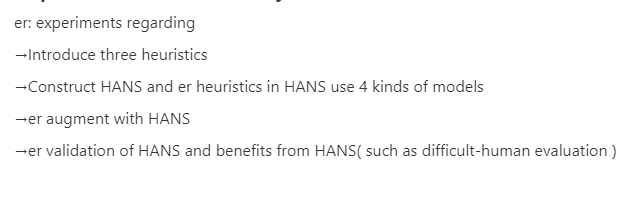 er: experiments regarding
→Introduce three heuristics
→Construct HANS and er heuristics in HANS use 4 kinds of models
→er augment with HANS
→er validation of HANS and benefits from HANS( such as difficult-human evaluation )